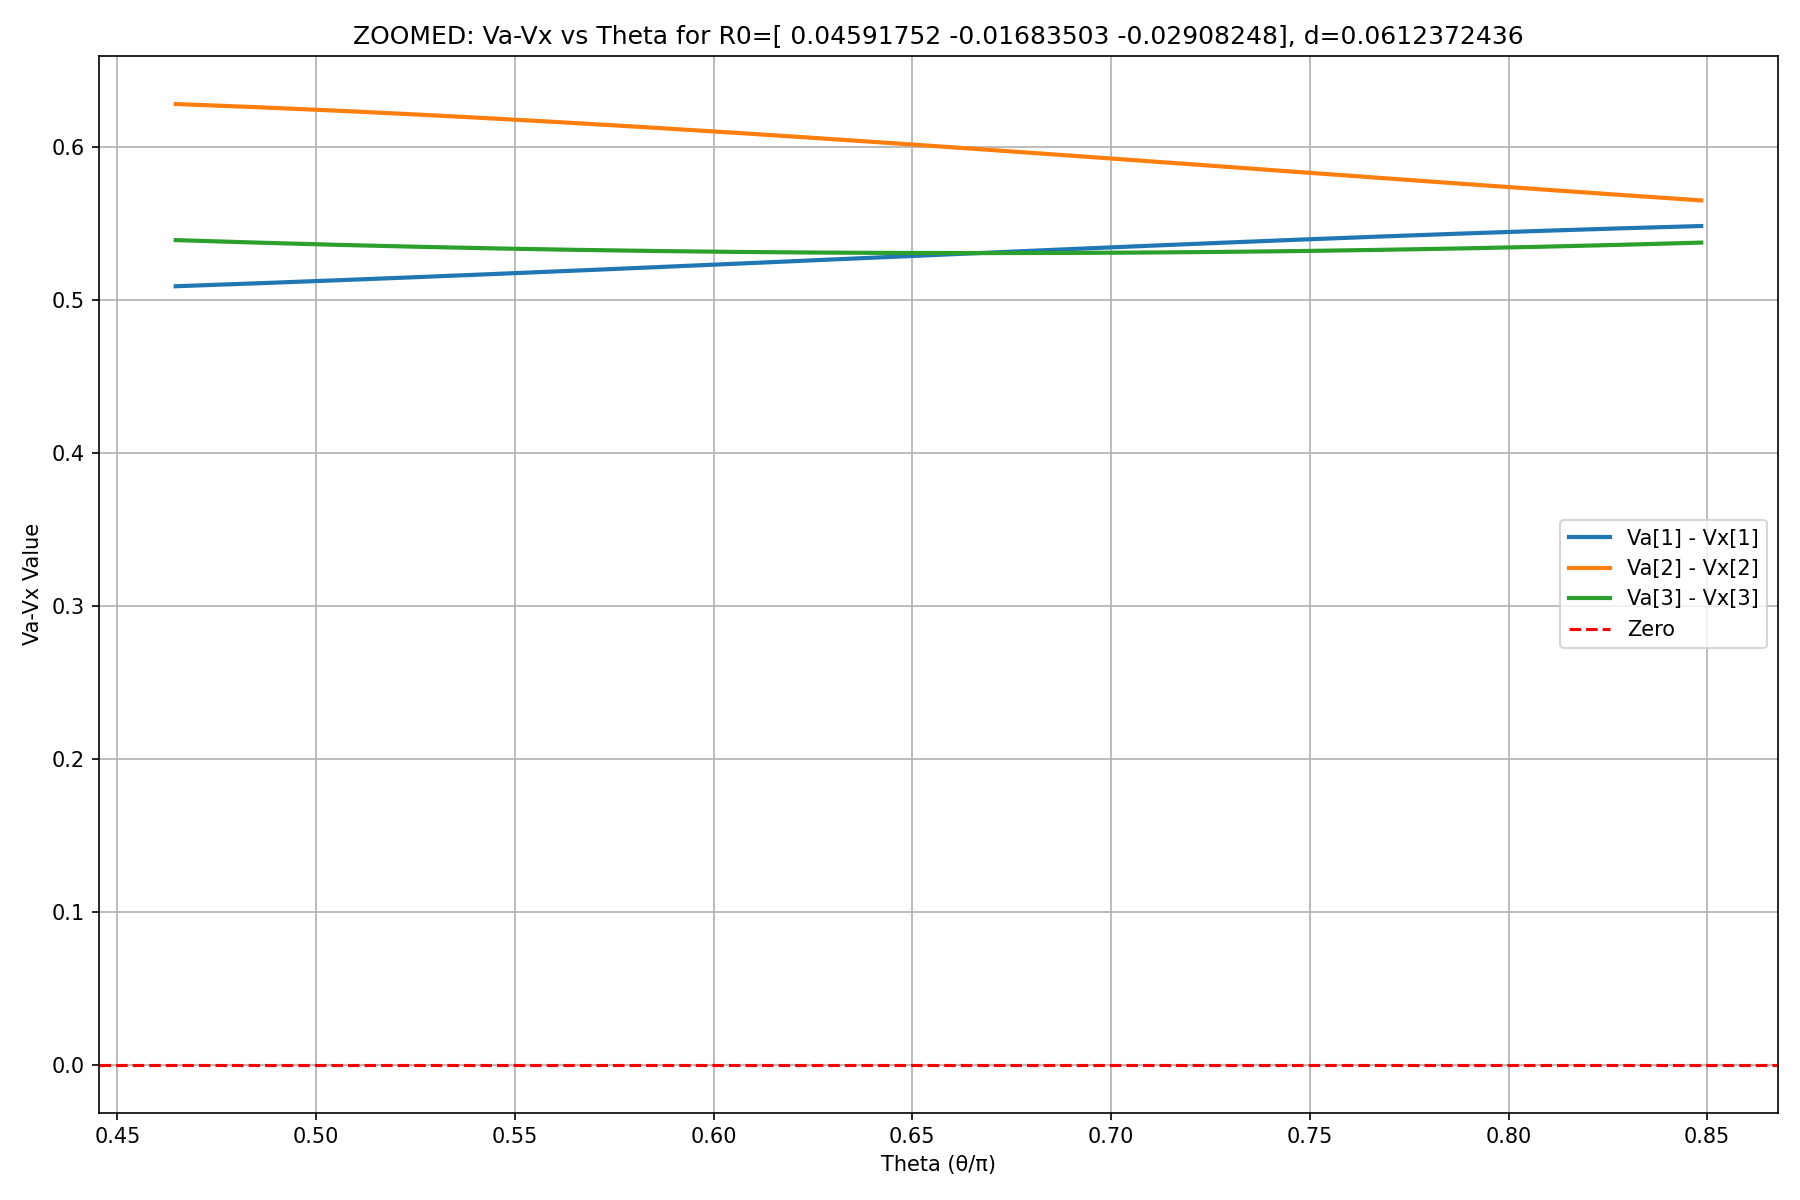 ZOOMED: Va-Vx vs Theta for R0=[ 0.04591752 -0.01683503 -0.02908248], d=0.0612372436
Va-Vx Value
0.6
0.5
0.4
0.3
0.2
0.1
0.0
Va[1] - Vx[1]
Va[2] - Vx[2]
Va[3] - Vx[3]
Zero
0.45 0.50 0.55 0.60 0.65 0.70 0.75 0.80 0.85
Theta (θ/π)